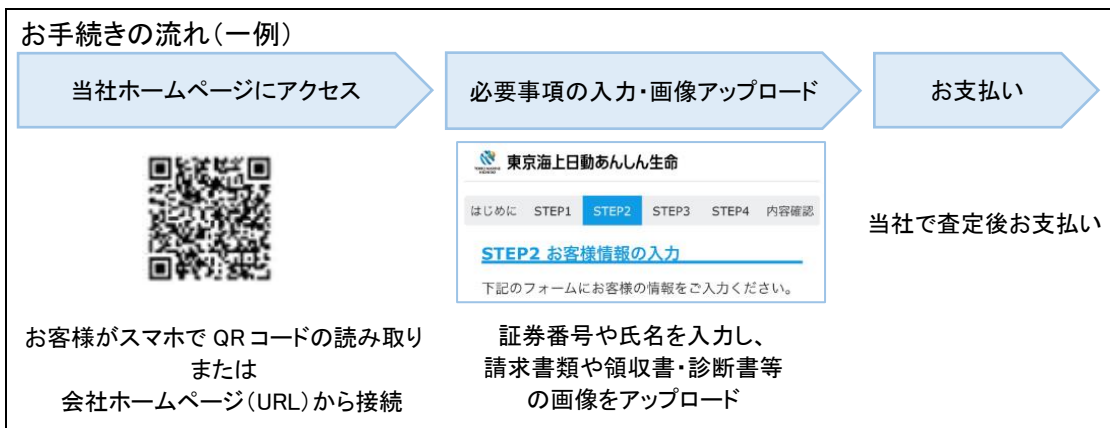 お手続きの流れ(一例)
当社ホームページにアクセス
必要事項の入力・画像アップロード
お支払い
東京海上日動あんしん生命
はじめに STEP1 STEP2 STEP3 STEP4 内容確認
STEP2 お客様情報の入力
下記のフォームにお客様の情報をご入力ください。
当社で査定後お支払い
お客様がスマホで QR コードの読み取り
または
会社ホームページ(URL)から接続
証券番号や氏名を入力し、
請求書類や領収書・診断書等
の画像をアップロード